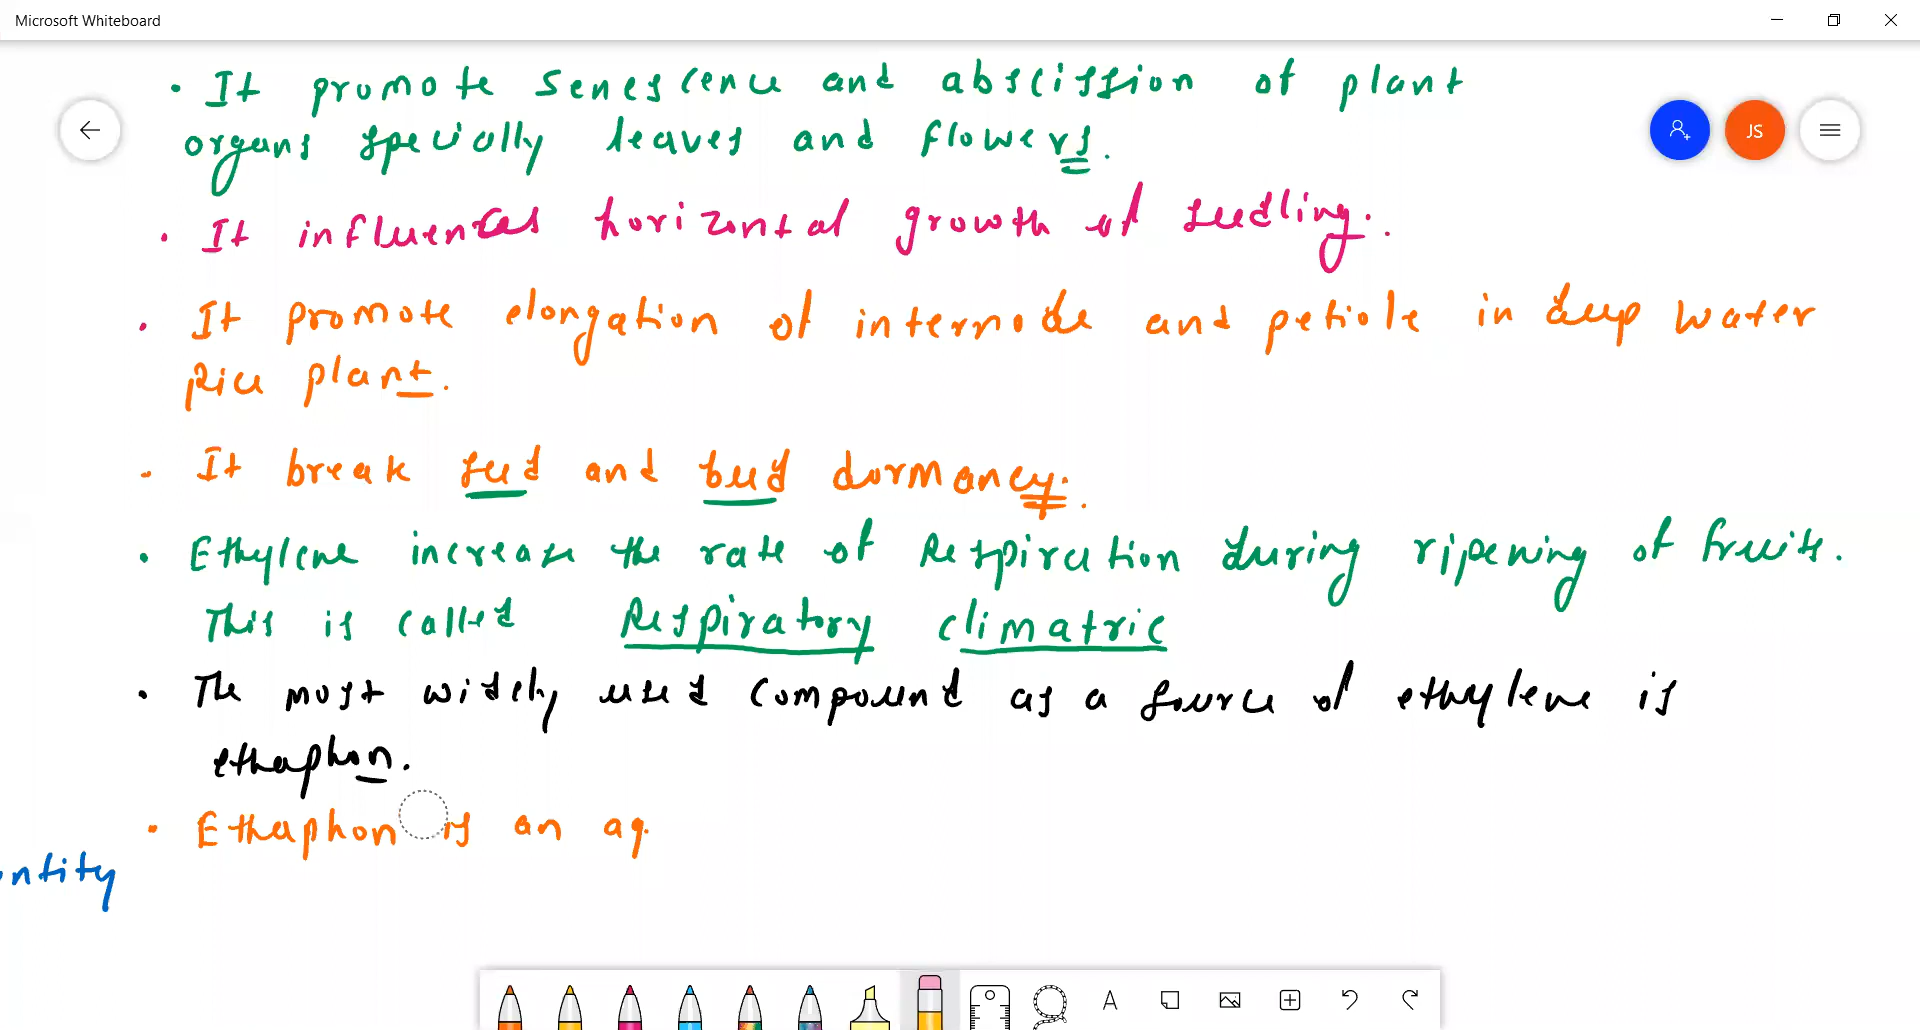 Microsoft Whiteboard
• It promote senescence and abscission of plant
organs specially leaves and flowers.
JS
• It influences horizontal growth of seedling.
• It promote elongation of internode and petiole in deep water
rice plant.
• It break seed and bud dormancy.
• Ethylene increase the rate of Respiration during ripening of fruits.
This is called Respiratory climatric
• The most widely used compound as a source of ethylene is
ethaphon.
• Ethaphon is an aq.
ntity